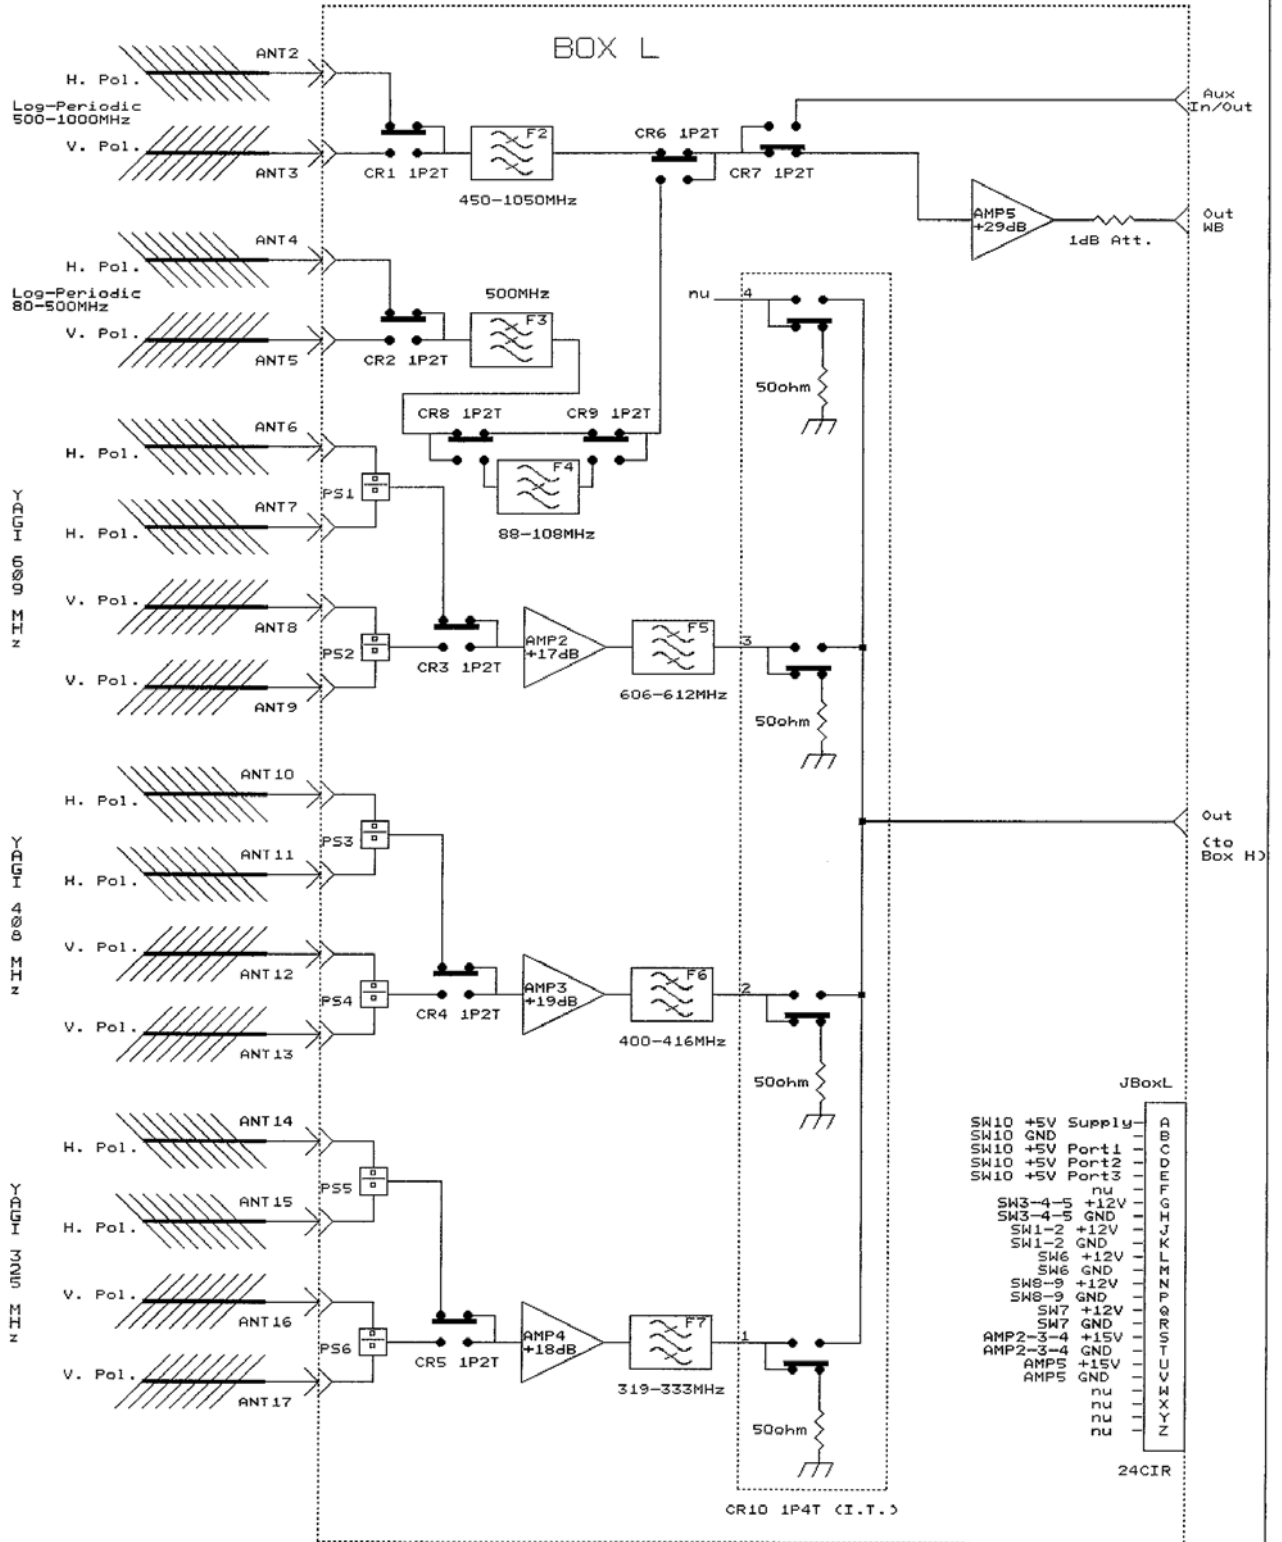 BOX L
ANT2
H. Pol.
Log-Periodic
500-1000MHz
V. Pol.
ANT3
CR1 1P2T
F2
450-1050MHz
CR6 1P2T
CR7 1P2T
Aux
In/Out
AMP5
+29dB
1dB Att.
Out
WB
ANT4
H. Pol.
Log-Periodic
80-500MHz
V. Pol.
ANT5
CR2 1P2T
500MHz
F3
nu
4
50ohm
CR8 1P2T
CR9 1P2T
F4
88-108MHz
YAGI 609 MHz
ANT6
H. Pol.
PS1
ANT7
H. Pol.
V. Pol.
ANT8
PS2
V. Pol.
ANT9
CR3 1P2T
AMP2
+17dB
F5
606-612MHz
3
50ohm
YAGI 408 MHz
ANT10
H. Pol.
PS3
ANT11
H. Pol.
V. Pol.
ANT12
PS4
V. Pol.
ANT13
CR4 1P2T
AMP3
+19dB
F6
400-416MHz
2
50ohm
Out
(to
Box H)
YAGI 325 MHz
ANT14
H. Pol.
PS5
ANT15
H. Pol.
V. Pol.
ANT16
PS6
V. Pol.
ANT17
CR5 1P2T
AMP4
+18dB
F7
319-333MHz
1
50ohm
CR10 1P4T (I.T.)
JBoxL
SW10 +5V Supply- A
SW10 GND - B
SW10 +5V Port1 - C
SW10 +5V Port2 - D
SW10 +5V Port3 - E
nu - F
SW3-4-5 +12V - G
SW3-4-5 GND - H
SW1-2 +12V - J
SW1-2 GND - K
SW6 +12V - L
SW6 GND - M
SW8-9 +12V - N
SW8-9 GND - P
SW7 +12V - Q
SW7 GND - R
AMP2-3-4 +15V - S
AMP2-3-4 GND - T
AMP5 +15V - U
AMP5 GND - V
nu - W
nu - X
nu - Y
nu - Z
24CIR